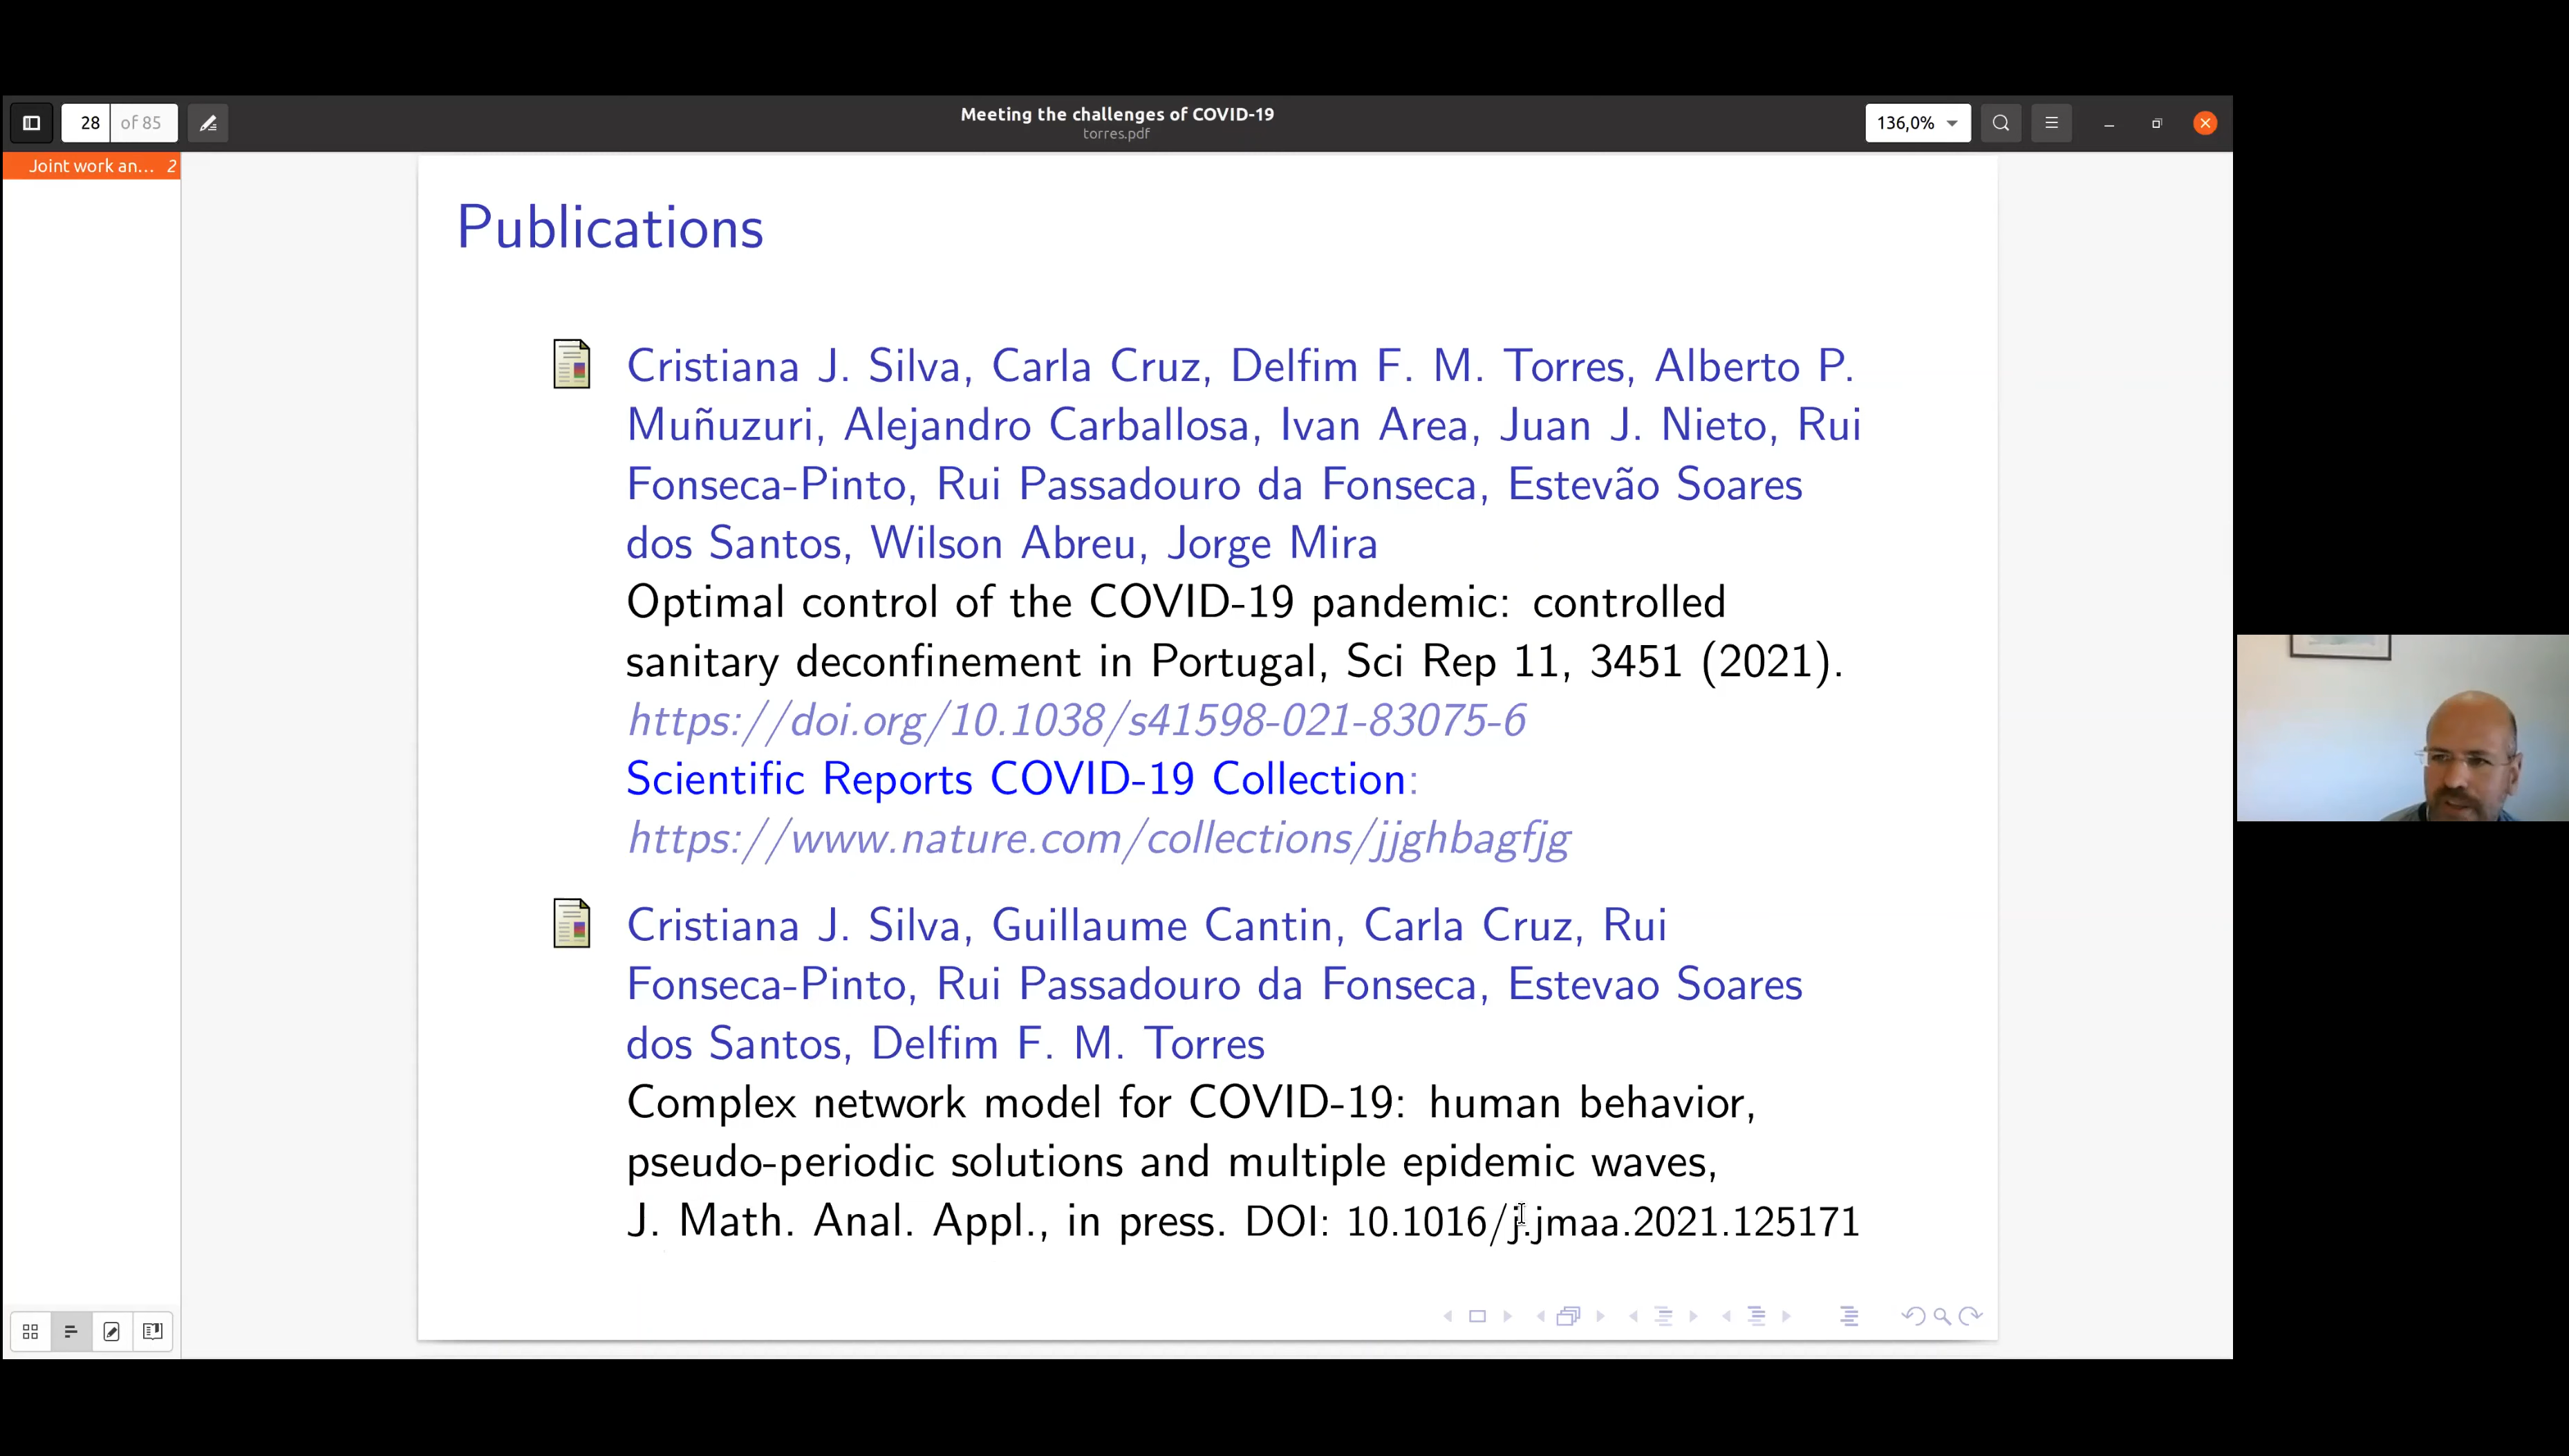 28 of 85
Meeting the challenges of COVID-19
torres.pdf
136,0%
Joint work an... 2
Publications
Cristiana J. Silva, Carla Cruz, Delfim F. M. Torres, Alberto P.
Muñuzuri, Alejandro Carballosa, Ivan Area, Juan J. Nieto, Rui
Fonseca-Pinto, Rui Passadouro da Fonseca, Estevão Soares
dos Santos, Wilson Abreu, Jorge Mira
Optimal control of the COVID-19 pandemic: controlled
sanitary deconfinement in Portugal, Sci Rep 11, 3451 (2021).
https://doi.org/10.1038/s41598-021-83075-6
Scientific Reports COVID-19 Collection:
https://www.nature.com/collections/jjghbagfjg
Cristiana J. Silva, Guillaume Cantin, Carla Cruz, Rui
Fonseca-Pinto, Rui Passadouro da Fonseca, Estevao Soares
dos Santos, Delfim F. M. Torres
Complex network model for COVID-19: human behavior,
pseudo-periodic solutions and multiple epidemic waves,
J. Math. Anal. Appl., in press. DOI: 10.1016/j.jmaa.2021.125171